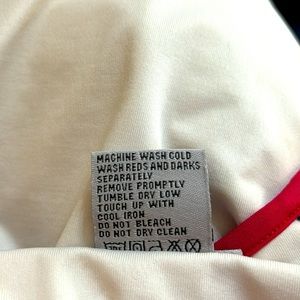 MACHINE WASH COLD
WASH REDS AND DARKS
SEPARATELY
REMOVE PROMPTLY
TUMBLE DRY LOW
TOUCH UP WITH
COOL IRON
DO NOT BLEACH
DO NOT DRY CLEAN